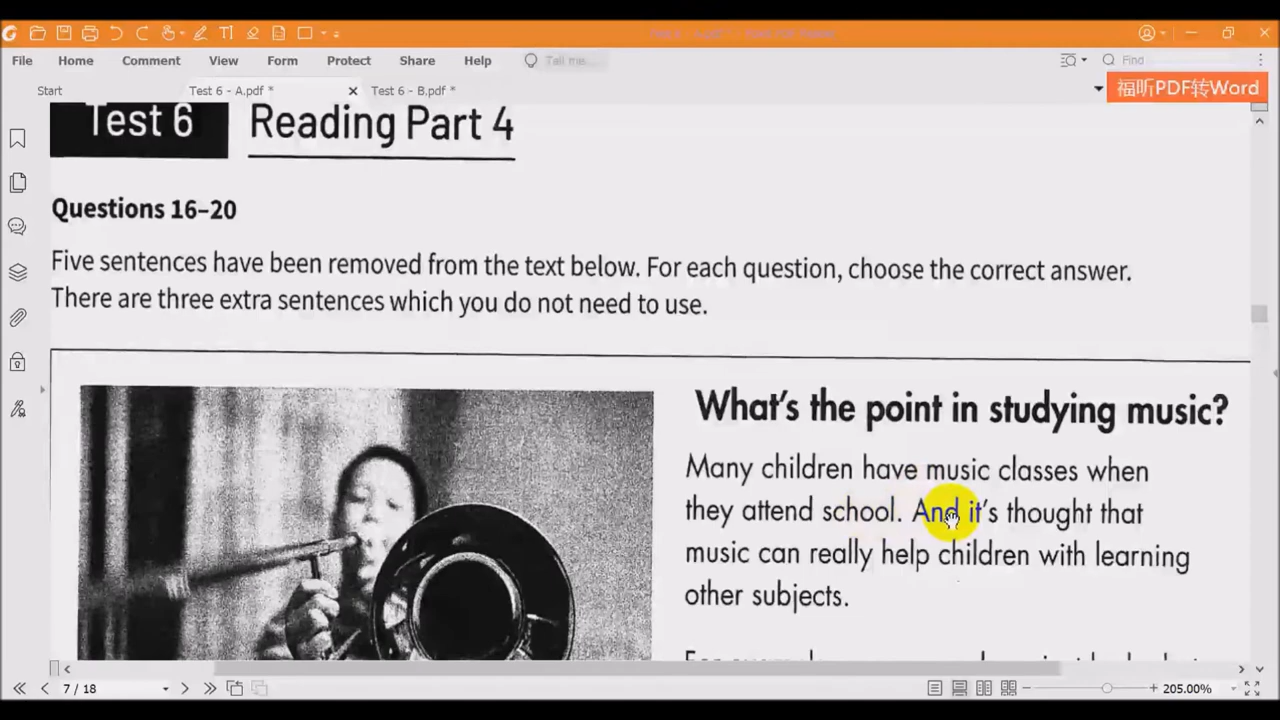 File Home Comment View Form Protect Share Help Tell me... Find
Start Test 6 - A.pdf * Test 6 - B.pdf * 福昕PDF转Word
Test 6 Reading Part 4
Questions 16–20
Five sentences have been removed from the text below. For each question, choose the correct answer.
There are three extra sentences which you do not need to use.
What's the point in studying music?
Many children have music classes when
they attend school. And it's thought that
music can really help children with learning
other subjects.
7 / 18 205.00%